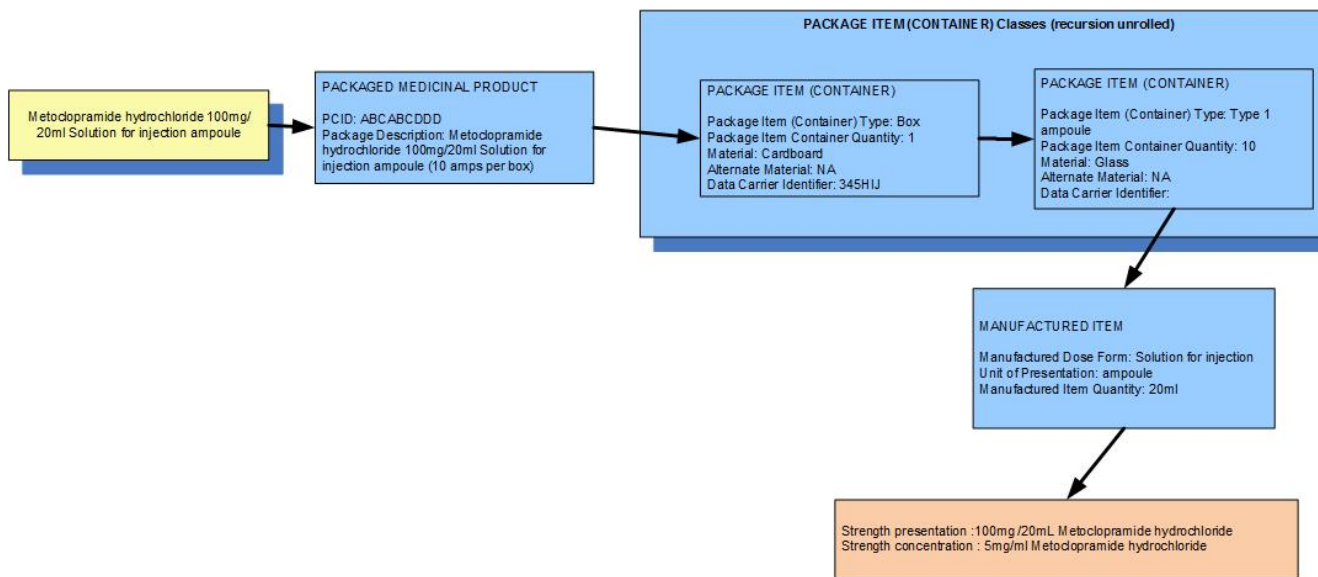 PACKAGE ITEM (CONTAINER) Classes (recursion unrolled)
Metoclopramide hydrochloride 100mg/
20ml Solution for injection ampoule
PACKAGED MEDICINAL PRODUCT
PCID: ABCABCDDD
Package Description: Metoclopramide
hydrochloride 100mg/20ml Solution for
injection ampoule (10 amps per box)
PACKAGE ITEM (CONTAINER)
Package Item (Container) Type: Box
Package Item Container Quantity: 1
Material: Cardboard
Alternate Material: NA
Data Carrier Identifier: 345HIJ
PACKAGE ITEM (CONTAINER)
Package Item (Container) Type: Type 1
ampoule
Package Item Container Quantity: 10
Material: Glass
Alternate Material: NA
Data Carrier Identifier:
MANUFACTURED ITEM
Manufactured Dose Form: Solution for injection
Unit of Presentation: ampoule
Manufactured Item Quantity: 20ml
Strength presentation :100mg /20mL Metoclopramide hydrochloride
Strength concentration : 5mg/ml Metoclopramide hydrochloride